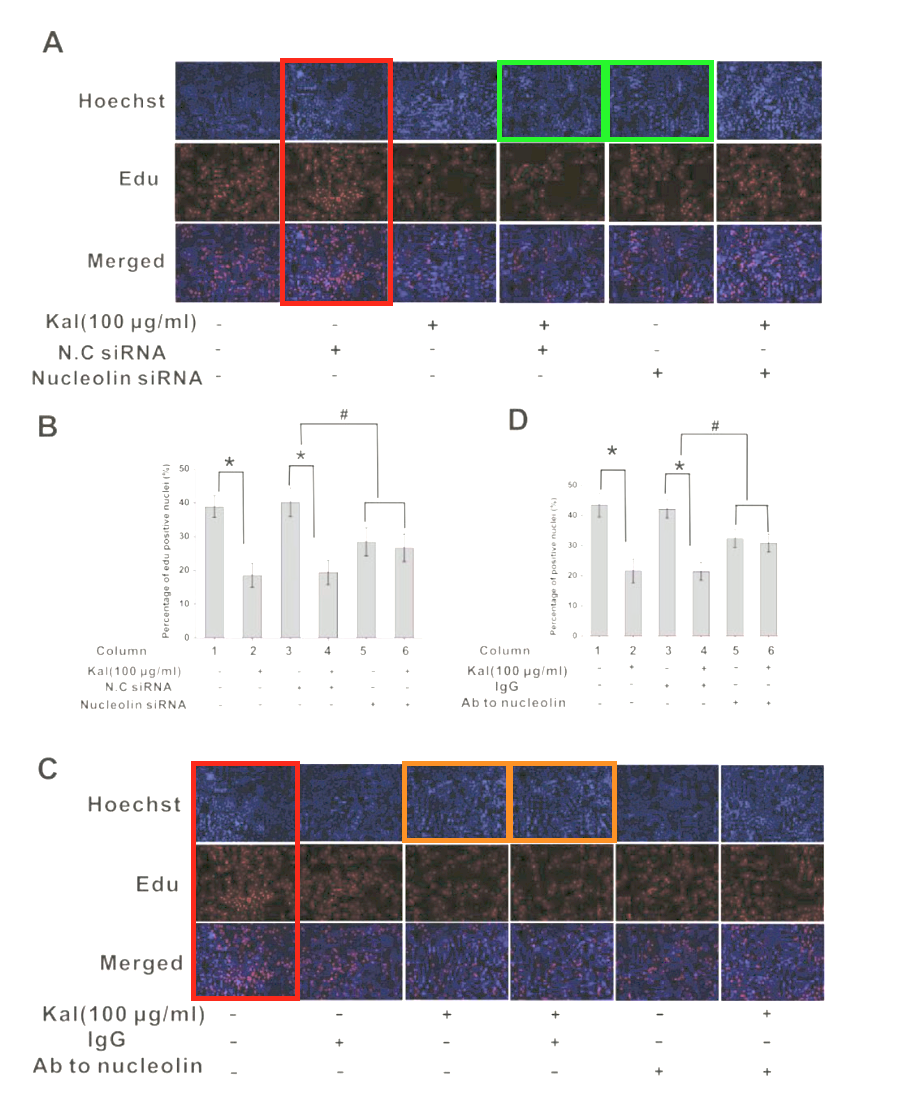 A
Hoechst
Edu
Merged
Kal(100 µg/ml) - - + + - +
N.C siRNA - + - + - -
Nucleolin siRNA - - - - + +
B
#
*
*
Percentage of edu positive nuclei (%)
50
40
30
20
10
0
Column 1 2 3 4 5 6
Kal(100 µg/ml) - + - + - +
N.C siRNA - - + + - -
Nucleolin siRNA - - - - + +
D
#
*
*
Percentage of positive nuclei (%)
50
40
30
20
10
0
Column 1 2 3 4 5 6
Kal(100 µg/ml) - + - + - +
IgG - - + + - -
Ab to nucleolin - - - - + +
C
Hoechst
Edu
Merged
Kal(100 µg/ml) - - + + - +
IgG - + - + - -
Ab to nucleolin - - - - + +